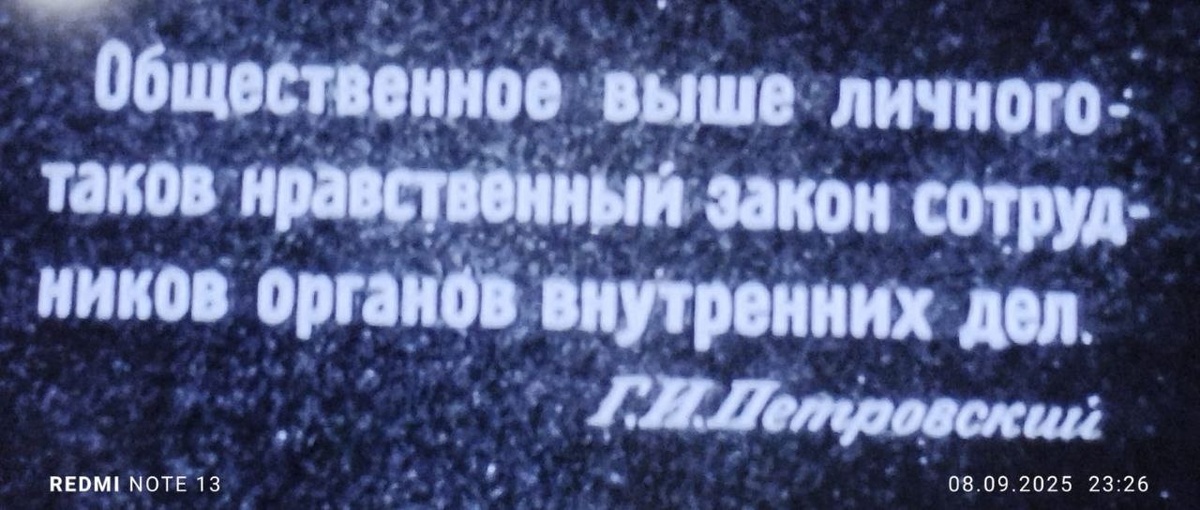 Общественное выше личного-
таков нравственный закон сотруд-
ников органов внутренних дел.
Г.И.Петровский
REDMI NOTE 13
08.09.2025 23:26